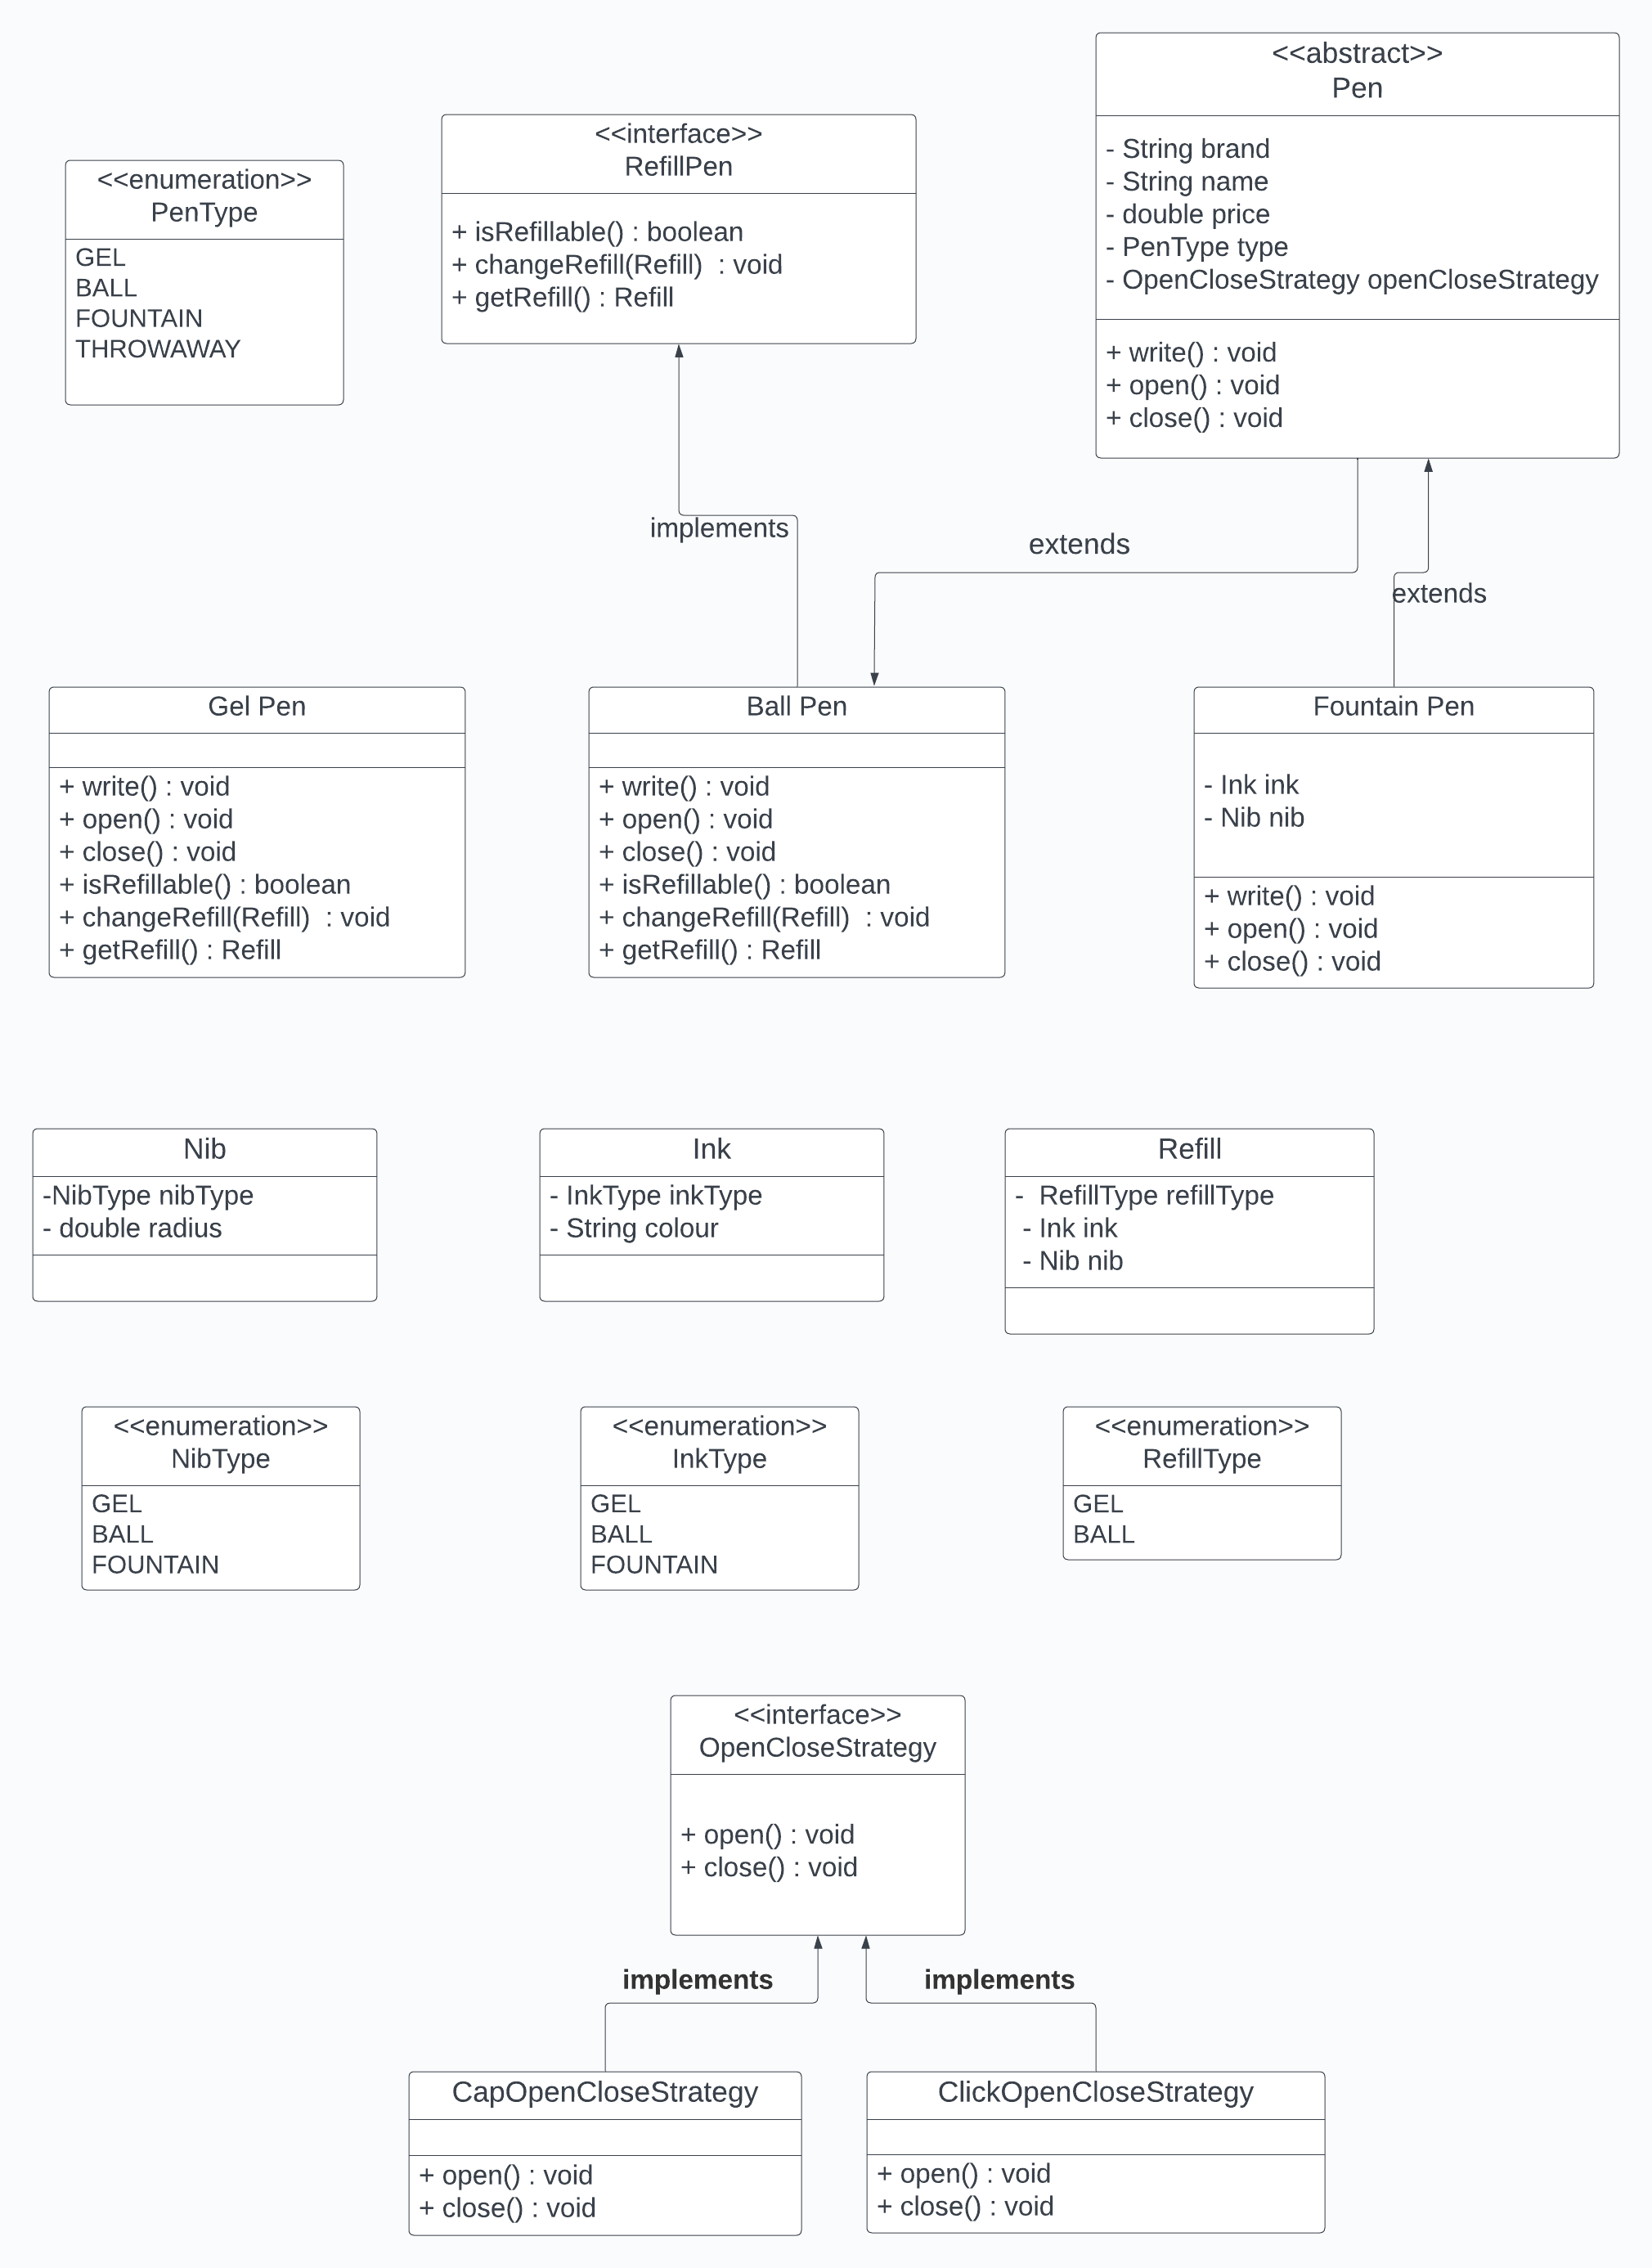 <<abstract>>
Pen
- String brand
- String name
- double price
- PenType type
- OpenCloseStrategy openCloseStrategy
+ write() : void
+ open() : void
+ close() : void
<<interface>>
RefillPen
+ isRefillable() : boolean
+ changeRefill(Refill)  : void
+ getRefill() : Refill
<<enumeration>>
PenType
GEL
BALL
FOUNTAIN
THROWAWAY
implements
extends
extends
Gel Pen
+ write() : void
+ open() : void
+ close() : void
+ isRefillable() : boolean
+ changeRefill(Refill)  : void
+ getRefill() : Refill
Ball Pen
+ write() : void
+ open() : void
+ close() : void
+ isRefillable() : boolean
+ changeRefill(Refill)  : void
+ getRefill() : Refill
Fountain Pen
- Ink ink
- Nib nib
+ write() : void
+ open() : void
+ close() : void
Nib
-NibType nibType
- double radius
Ink
- InkType inkType
- String colour
Refill
-  RefillType refillType
- Ink ink
- Nib nib
<<enumeration>>
NibType
GEL
BALL
FOUNTAIN
<<enumeration>>
InkType
GEL
BALL
FOUNTAIN
<<enumeration>>
RefillType
GEL
BALL
<<interface>>
OpenCloseStrategy
+ open() : void
+ close() : void
implements
implements
CapOpenCloseStrategy
+ open() : void
+ close() : void
ClickOpenCloseStrategy
+ open() : void
+ close() : void